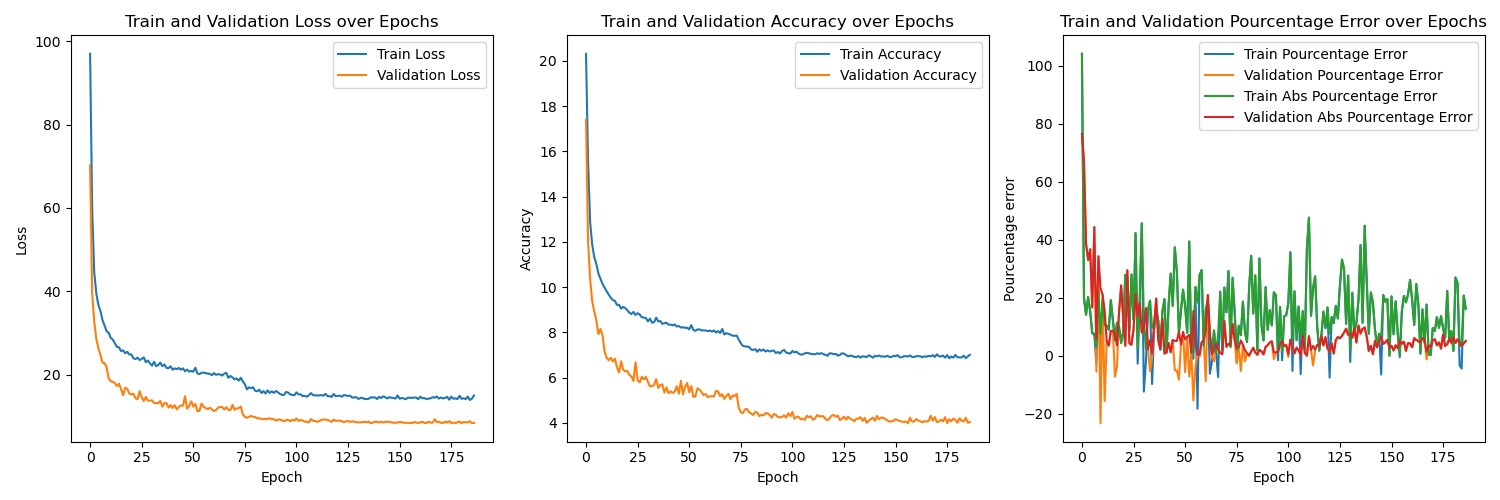 Train and Validation Loss over Epochs
100
80
60
40
20
Loss
0 25 50 75 100 125 150 175
Epoch
Train Loss
Validation Loss
Train and Validation Accuracy over Epochs
20
18
16
14
12
10
8
6
4
Accuracy
0 25 50 75 100 125 150 175
Epoch
Train Accuracy
Validation Accuracy
Train and Validation Pourcentage Error over Epochs
100
80
60
40
20
0
−20
Pourcentage error
0 25 50 75 100 125 150 175
Epoch
Train Pourcentage Error
Validation Pourcentage Error
Train Abs Pourcentage Error
Validation Abs Pourcentage Error